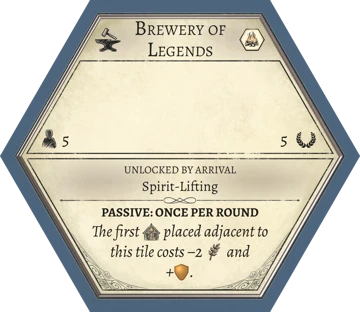 Brewery of
Legends
5
5
UNLOCKED BY ARRIVAL
Spirit-Lifting
PASSIVE: ONCE PER ROUND
The first placed adjacent to
this tile costs −2 and
+ .